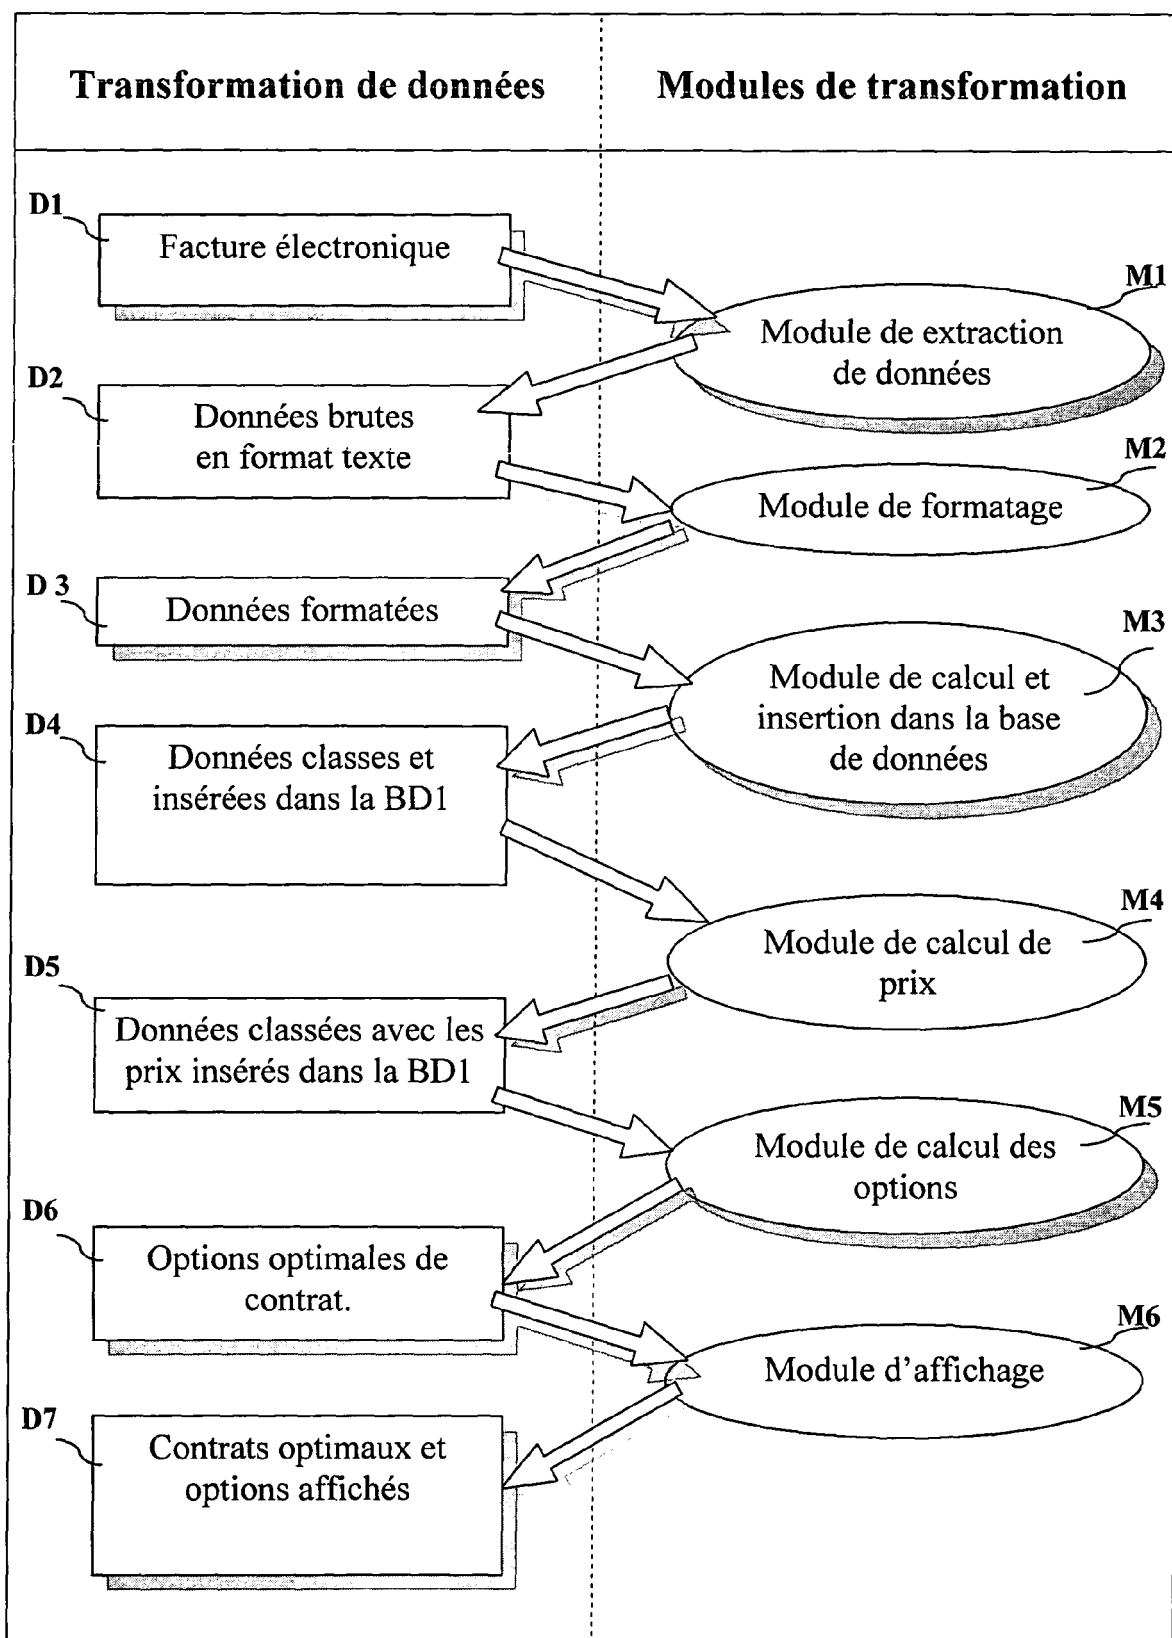 Transformation de données
Modules de transformation
D1
Facture électronique
M1
Module de extraction
de données
D2
Données brutes
en format texte
M2
Module de formatage
D 3
Données formatées
M3
Module de calcul et
insertion dans la base
de données
D4
Données classes et
insérées dans la BD1
M4
Module de calcul de
prix
D5
Données classées avec les
prix insérés dans la BD1
M5
Module de calcul des
options
D6
Options optimales de
contrat.
M6
Module d'affichage
D7
Contrats optimaux et
options affichés